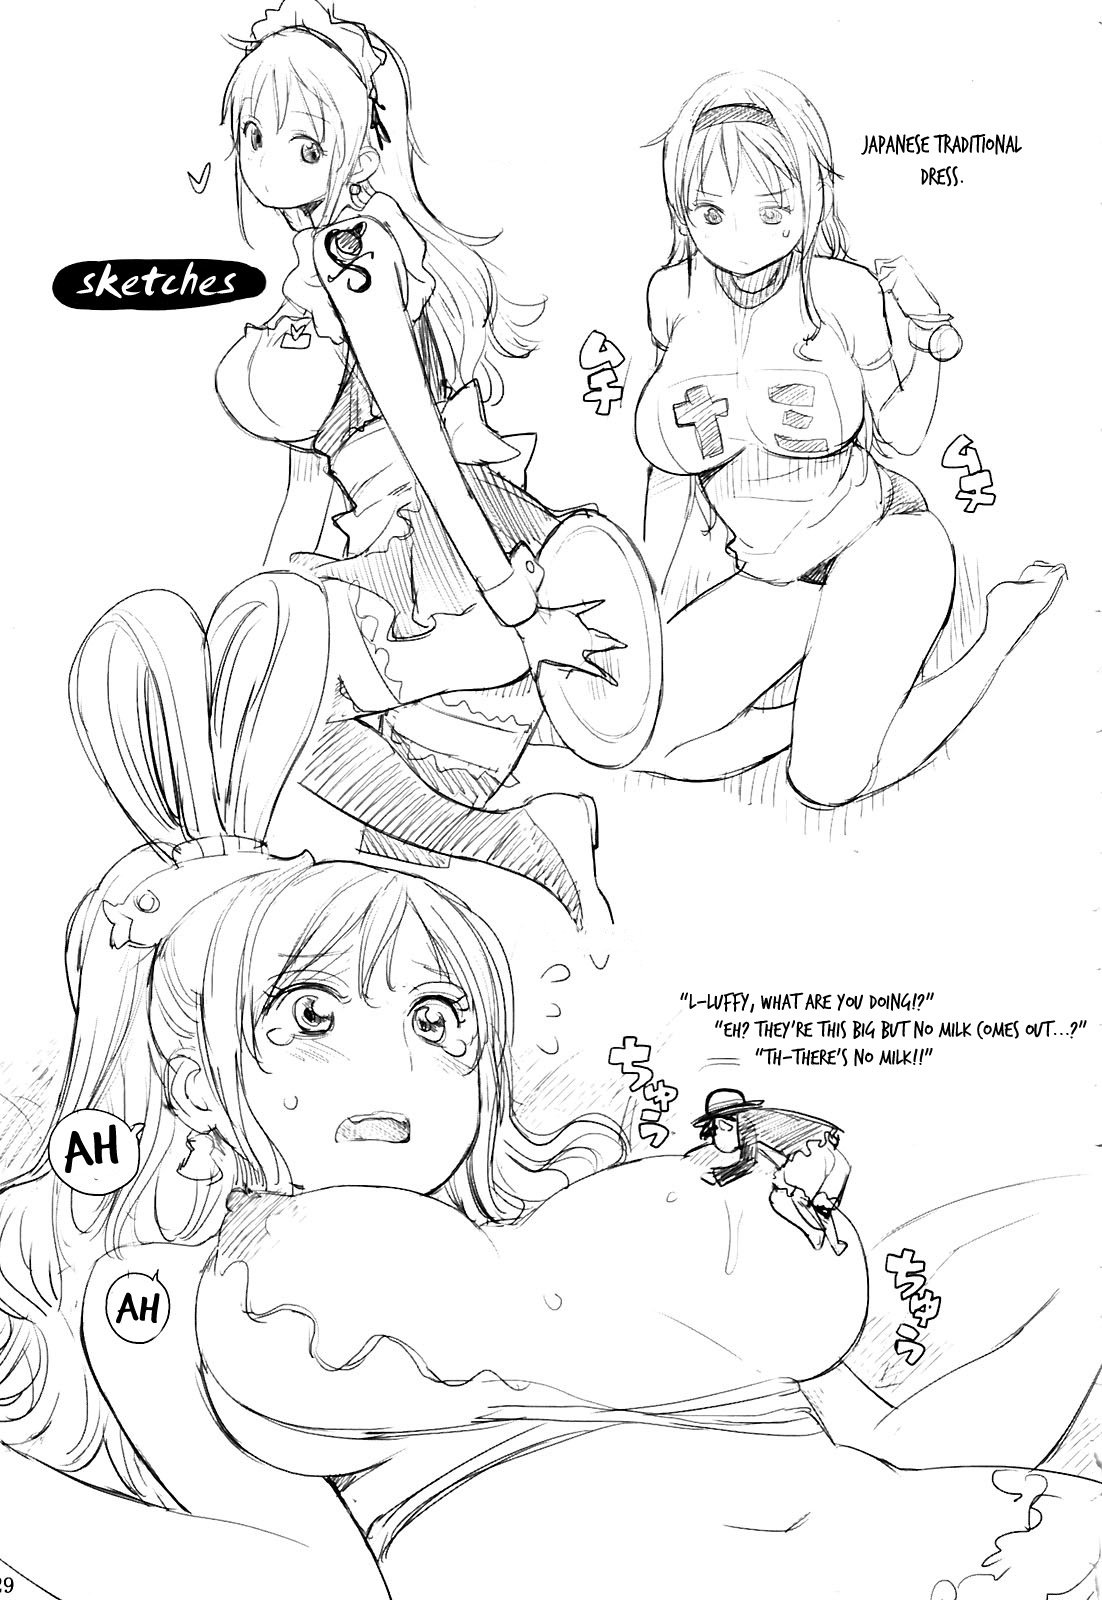 JAPANESE TRADITIONAL
DRESS.
sketches
ムチ
ナミ
ムチ
"L-LUFFY, WHAT ARE YOU DOING!?"
"EH? THEY'RE THIS BIG BUT NO MILK COMES OUT...?"
"TH-THERE'S NO MILK!!"
ちゅう
AH
ちゅう
AH
29